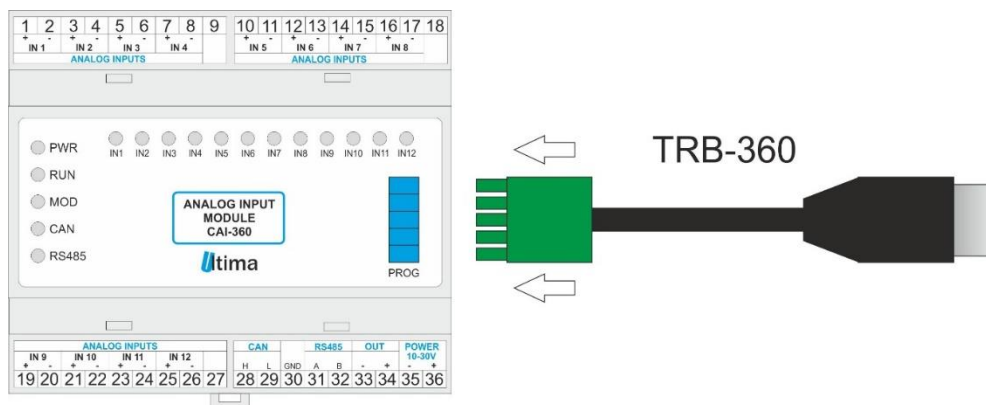 1 2 3 4 5 6 7 8 9 10 11 12 13 14 15 16 17 18
+ - + - + - + - + - + - + - + -
IN 1 IN 2 IN 3 IN 4 IN 5 IN 6 IN 7 IN 8
ANALOG INPUTS ANALOG INPUTS
PWR
IN1 IN2 IN3 IN4 IN5 IN6 IN7 IN8 IN9 IN10 IN11 IN12
RUN
MOD
CAN
RS485
ANALOG INPUT
MODULE
CAI-360
Ultima
PROG
TRB-360
ANALOG INPUTS CAN RS485 OUT POWER
IN 9 IN 10 IN 11 IN 12 10-30V
+ - + - + - + - H L GND A B - + - +
19 20 21 22 23 24 25 26 27 28 29 30 31 32 33 34 35 36